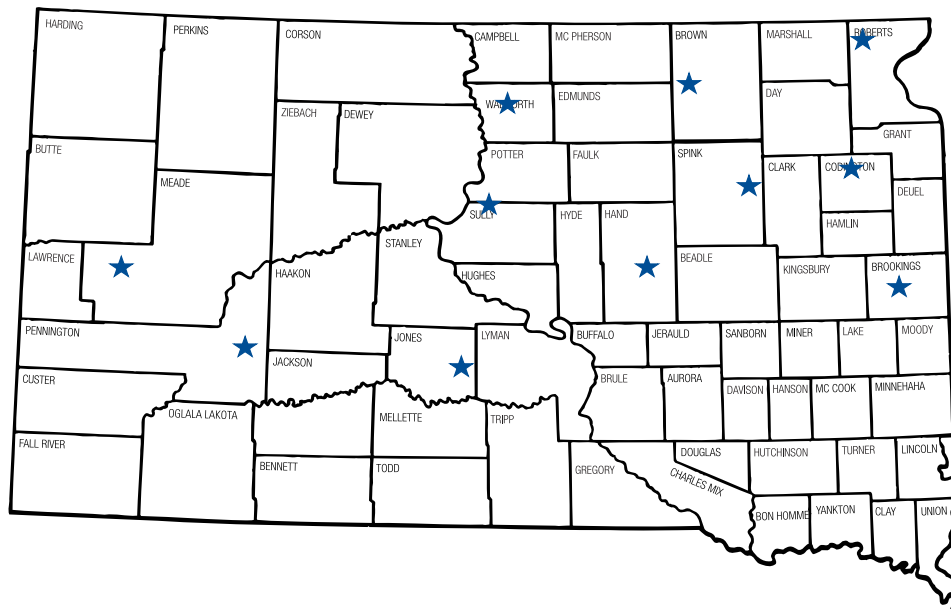 HARDING
PERKINS
CORSON
CAMPBELL
MC PHERSON
BROWN
MARSHALL
ROBERTS
ZIEBACH
DEWEY
WALWORTH
EDMUNDS
DAY
GRANT
BUTTE
MEADE
POTTER
FAULK
SPINK
CLARK
CODINGTON
DEUEL
LAWRENCE
HAAKON
STANLEY
SULLY
HYDE
HAND
HAMLIN
HUGHES
BEADLE
KINGSBURY
BROOKINGS
PENNINGTON
JACKSON
JONES
LYMAN
BUFFALO
JERAULD
SANBORN
MINER
LAKE
MOODY
CUSTER
OGLALA LAKOTA
MELLETTE
TRIPP
BRULE
AURORA
DAVISON
HANSON
MC COOK
MINNEHAHA
FALL RIVER
BENNETT
TODD
GREGORY
DOUGLAS
CHARLES MIX
HUTCHINSON
TURNER
LINCOLN
BON HOMME
YANKTON
CLAY
UNION